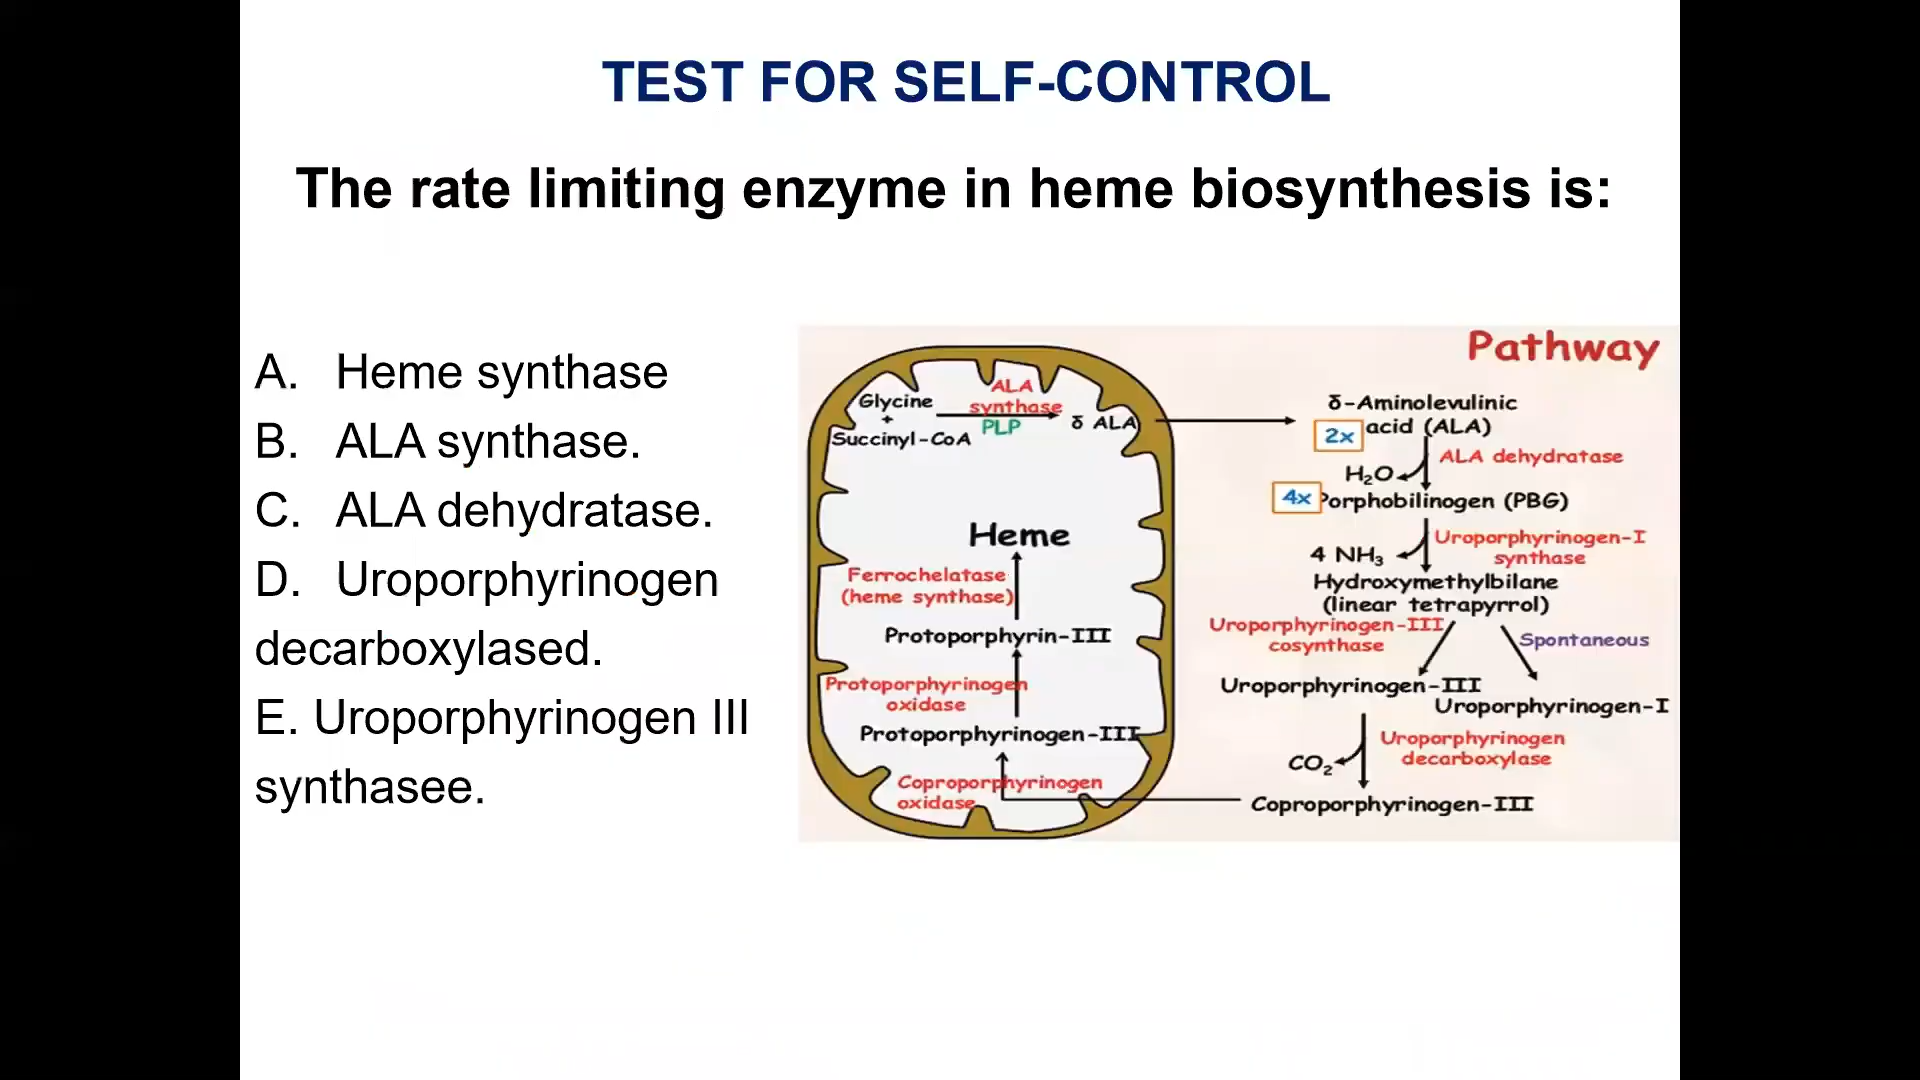 TEST FOR SELF-CONTROL
The rate limiting enzyme in heme biosynthesis is:
A. Heme synthase
B. ALA synthase.
C. ALA dehydratase.
D. Uroporphyrinogen
decarboxylased.
E. Uroporphyrinogen III
synthasee.
Pathway
Glycine
+
Succinyl-CoA
ALA
synthase
PLP
δ ALA
Heme
Ferrochelatase
(heme synthase)
Protoporphyrin-III
Protoporphyrinogen
oxidase
Protoporphyrinogen-III
Coproporphyrinogen
oxidase
δ-Aminolevulinic
acid (ALA)
2x
ALA dehydratase
H₂O
4x
Porphobilinogen (PBG)
Uroporphyrinogen-I
synthase
4 NH₃
Hydroxymethylbilane
(linear tetrapyrrol)
Uroporphyrinogen-III
cosynthase
Spontaneous
Uroporphyrinogen-III
Uroporphyrinogen-I
Uroporphyrinogen
decarboxylase
CO₂
Coproporphyrinogen-III